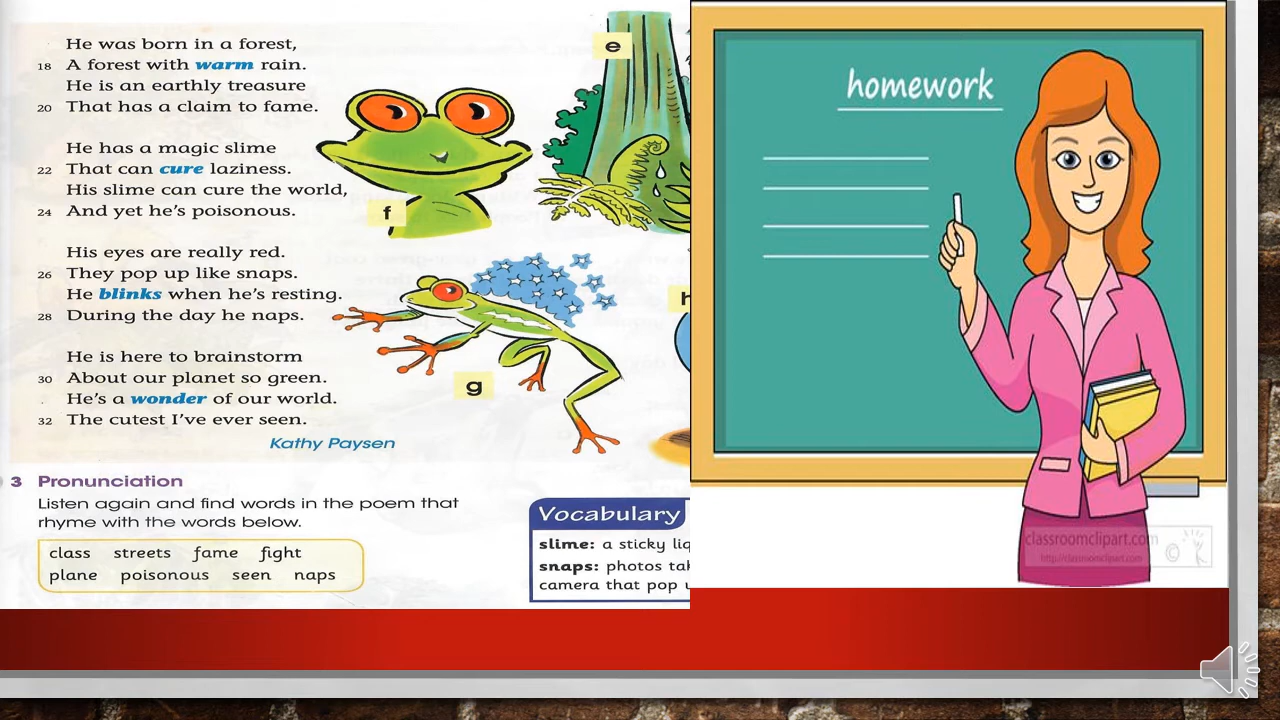 He was born in a forest,
18 A forest with warm rain.
He is an earthly treasure
20 That has a claim to fame.
He has a magic slime
22 That can cure laziness.
His slime can cure the world,
24 And yet he's poisonous.
His eyes are really red.
26 They pop up like snaps.
He blinks when he's resting.
28 During the day he naps.
He is here to brainstorm
30 About our planet so green.
He's a wonder of our world.
32 The cutest I've ever seen.
Kathy Paysen
e
f
g
h
3 Pronunciation
Listen again and find words in the poem that
rhyme with the words below.
class streets fame fight
plane poisonous seen naps
Vocabulary
slime: a sticky liq
snaps: photos tak
camera that pop u
homework
classroomclipart.com
http://classroomclipart.com
©